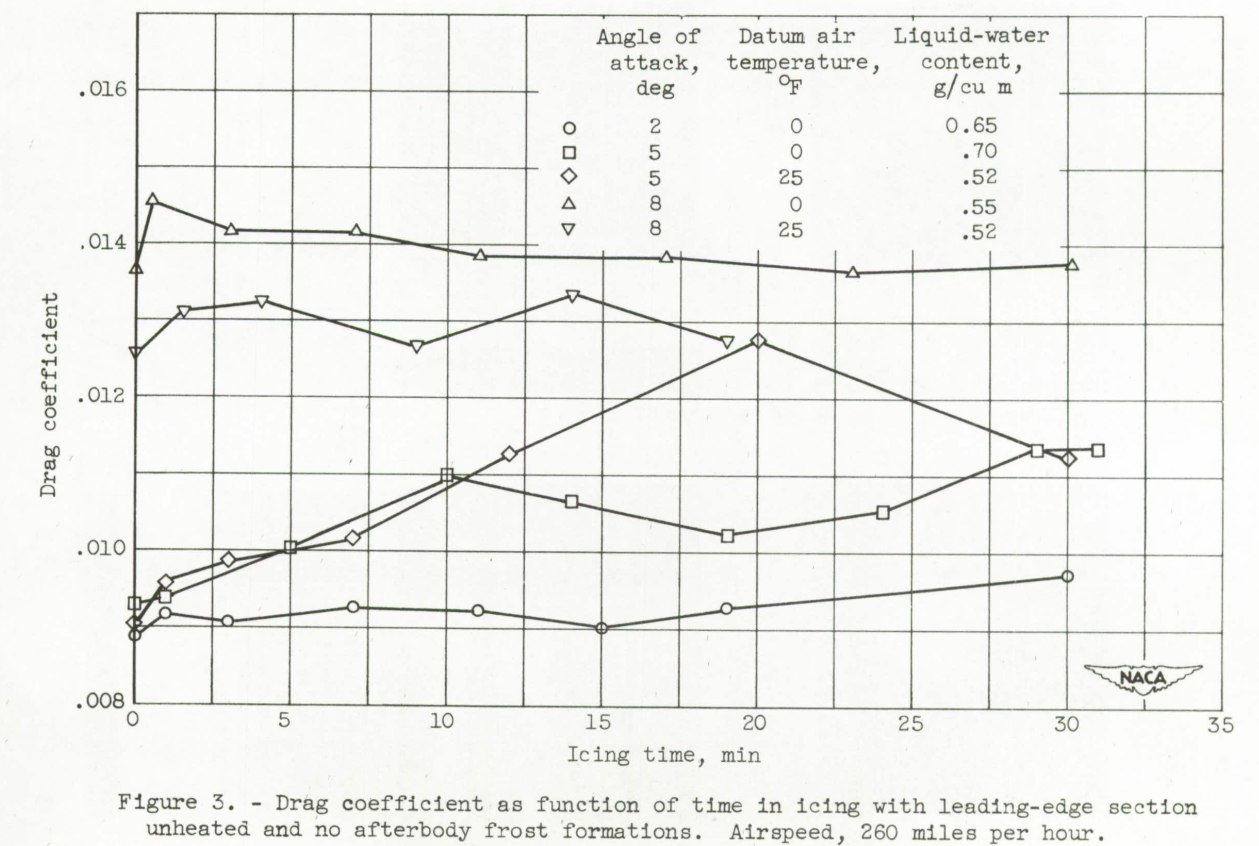 Angle of attack, deg Datum air temperature, °F Liquid-water content, g/cu m
2 0 0.65
5 0 .70
5 25 .52
8 0 .55
8 25 .52
.016
.014
.012
.010
.008
Drag coefficient
0 5 10 15 20 25 30 35
Icing time, min
NACA
Figure 3. - Drag coefficient as function of time in icing with leading-edge section
unheated and no afterbody frost formations. Airspeed, 260 miles per hour.